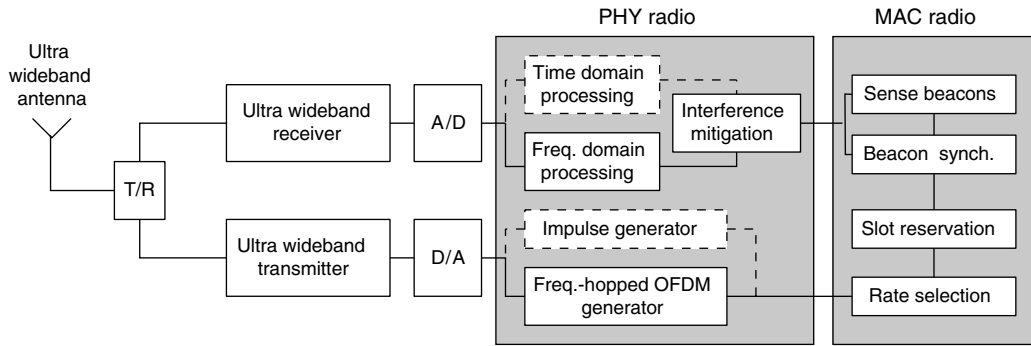 PHY radio
MAC radio
Ultra
wideband
antenna
T/R
Ultra wideband
receiver
A/D
Time domain
processing
Freq. domain
processing
Interference
mitigation
Sense beacons
Beacon synch.
Slot reservation
Rate selection
Ultra wideband
transmitter
D/A
Impulse generator
Freq.-hopped OFDM
generator